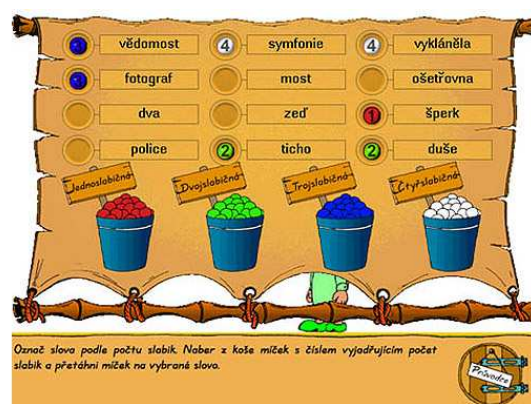 vědomost 4 symfonie 4 vykláněla
fotograf most ošetřovna
dva zeď 1 šperk
police 2 ticho 2 duše
Jednoslabičná Dvojslabičná Trojslabičná Čtyřslabičná
Označ slova podle počtu slabik. Naber z koše míček s číslem vyjadřujícím počet
slabik a přetáhni míček na vybrané slovo.
Průvodce